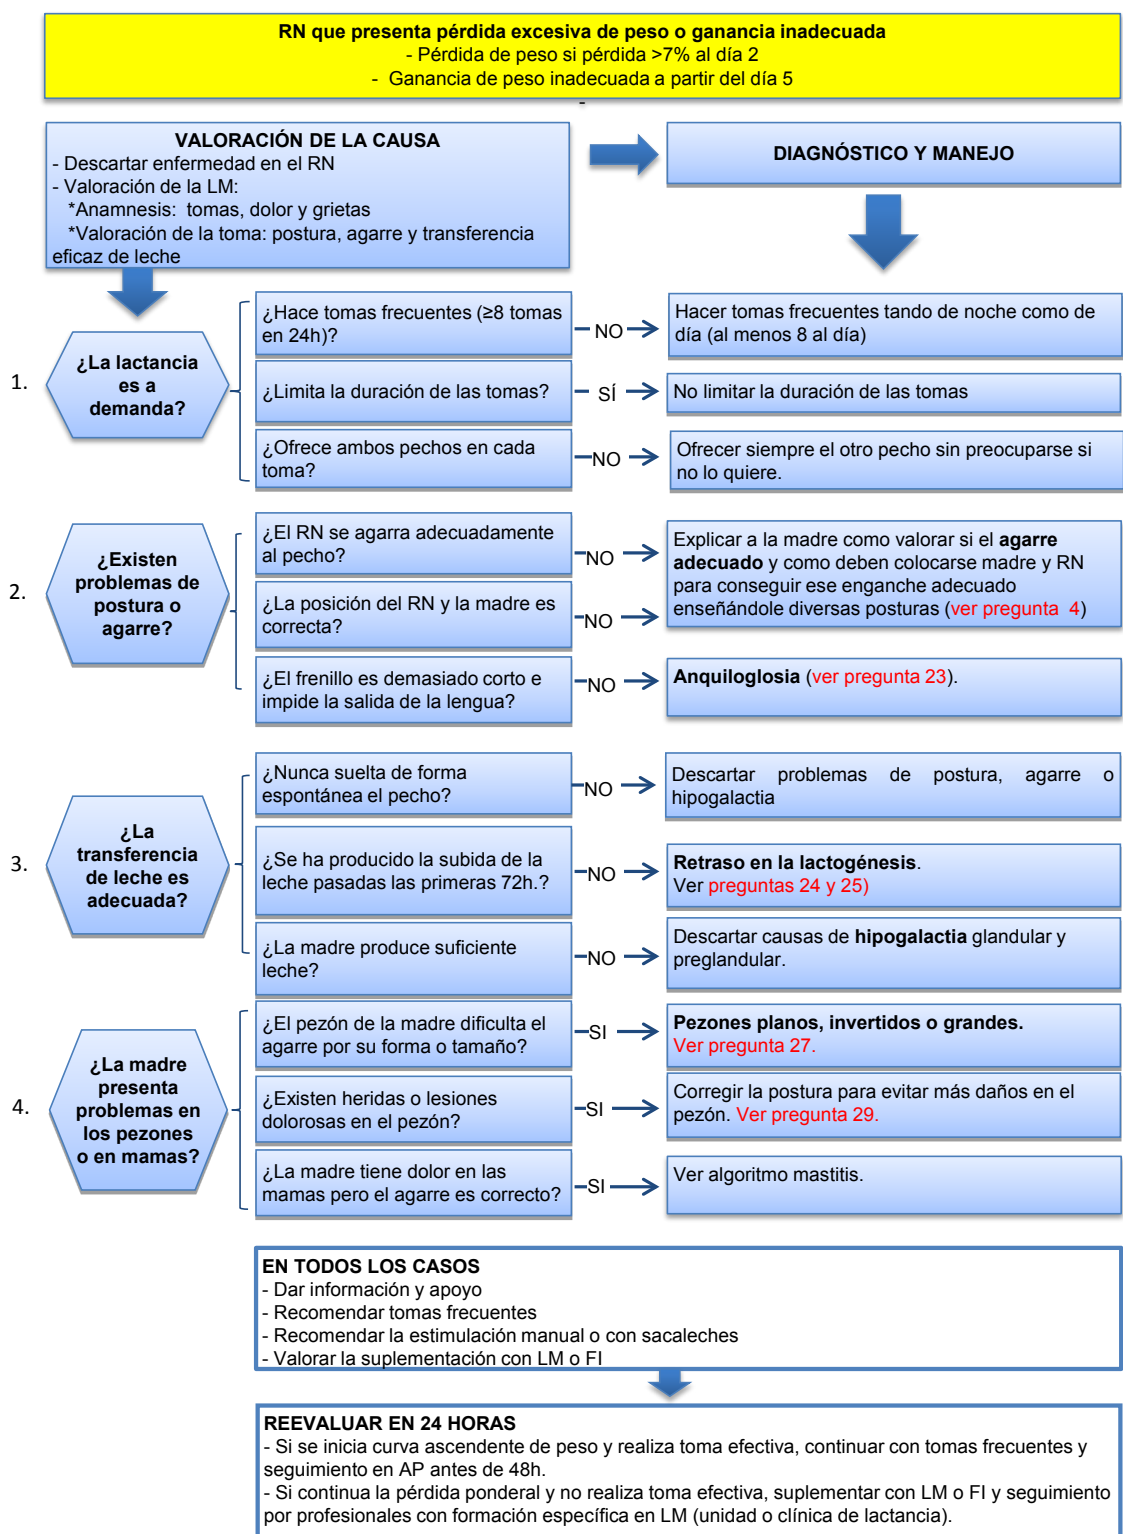 RN que presenta pérdida excesiva de peso o ganancia inadecuada
- Pérdida de peso si pérdida >7% al día 2
- Ganancia de peso inadecuada a partir del día 5
-
VALORACIÓN DE LA CAUSA
- Descartar enfermedad en el RN
- Valoración de la LM:
*Anamnesis: tomas, dolor y grietas
*Valoración de la toma: postura, agarre y transferencia
eficaz de leche
DIAGNÓSTICO Y MANEJO
1.
¿La lactancia
es a
demanda?
¿Hace tomas frecuentes (≥8 tomas
en 24h)?
NO
Hacer tomas frecuentes tando de noche como de
día (al menos 8 al día)
¿Limita la duración de las tomas?
SÍ
No limitar la duración de las tomas
¿Ofrece ambos pechos en cada
toma?
NO
Ofrecer siempre el otro pecho sin preocuparse si
no lo quiere.
2.
¿Existen
problemas de
postura o
agarre?
¿El RN se agarra adecuadamente
al pecho?
NO
¿La posición del RN y la madre es
correcta?
NO
Explicar a la madre como valorar si el agarre
adecuado y como deben colocarse madre y RN
para conseguir ese enganche adecuado
enseñándole diversas posturas (ver pregunta 4)
¿El frenillo es demasiado corto e
impide la salida de la lengua?
NO
Anquiloglosia (ver pregunta 23).
3.
¿La
transferencia
de leche es
adecuada?
¿Nunca suelta de forma
espontánea el pecho?
NO
Descartar problemas de postura, agarre o
hipogalactia
¿Se ha producido la subida de la
leche pasadas las primeras 72h.?
NO
Retraso en la lactogénesis.
Ver preguntas 24 y 25)
¿La madre produce suficiente
leche?
NO
Descartar causas de hipogalactia glandular y
preglandular.
4.
¿La madre
presenta
problemas en
los pezones
o en mamas?
¿El pezón de la madre dificulta el
agarre por su forma o tamaño?
SI
Pezones planos, invertidos o grandes.
Ver pregunta 27.
¿Existen heridas o lesiones
dolorosas en el pezón?
SI
Corregir la postura para evitar más daños en el
pezón. Ver pregunta 29.
¿La madre tiene dolor en las
mamas pero el agarre es correcto?
SI
Ver algoritmo mastitis.
EN TODOS LOS CASOS
- Dar información y apoyo
- Recomendar tomas frecuentes
- Recomendar la estimulación manual o con sacaleches
- Valorar la suplementación con LM o FI
REEVALUAR EN 24 HORAS
- Si se inicia curva ascendente de peso y realiza toma efectiva, continuar con tomas frecuentes y
seguimiento en AP antes de 48h.
- Si continua la pérdida ponderal y no realiza toma efectiva, suplementar con LM o FI y seguimiento
por profesionales con formación específica en LM (unidad o clínica de lactancia).